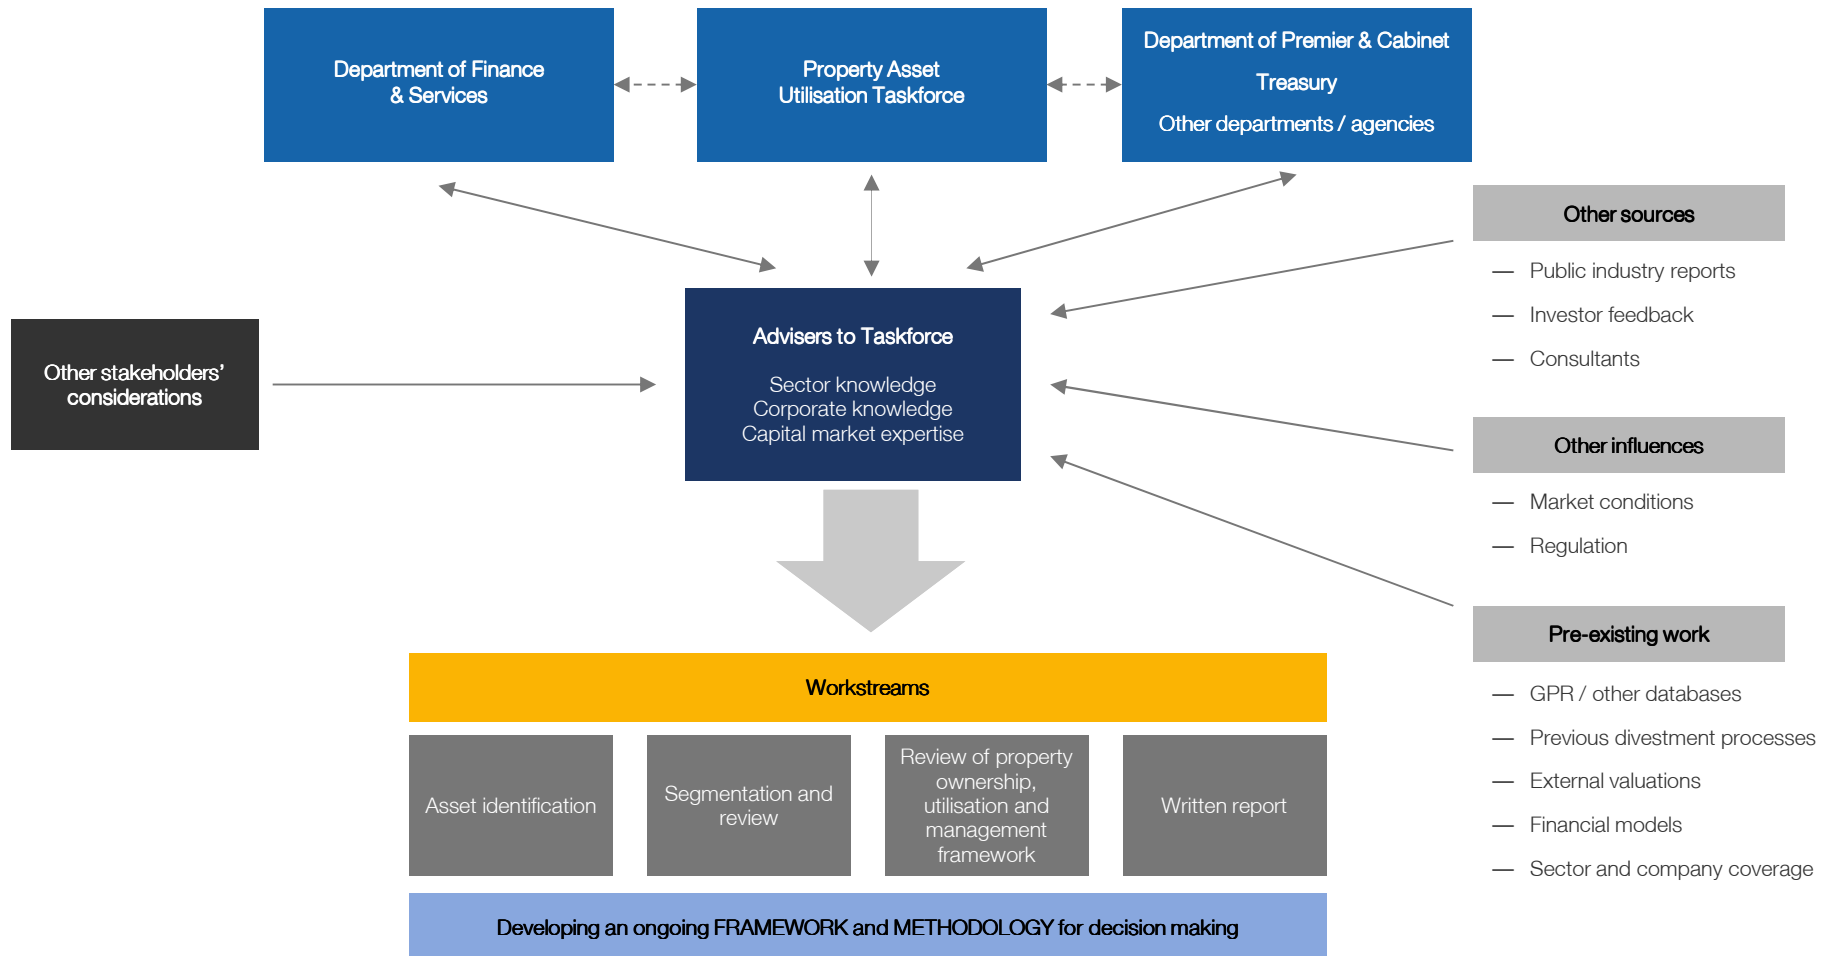 Department of Finance
& Services
Property Asset
Utilisation Taskforce
Department of Premier & Cabinet
Treasury
Other departments / agencies
Other stakeholders’
considerations
Advisers to Taskforce
Sector knowledge
Corporate knowledge
Capital market expertise
Other sources
— Public industry reports
— Investor feedback
— Consultants
Other influences
— Market conditions
— Regulation
Pre-existing work
— GPR / other databases
— Previous divestment processes
— External valuations
— Financial models
— Sector and company coverage
Workstreams
Asset identification
Segmentation and
review
Review of property
ownership,
utilisation and
management
framework
Written report
Developing an ongoing FRAMEWORK and METHODOLOGY for decision making